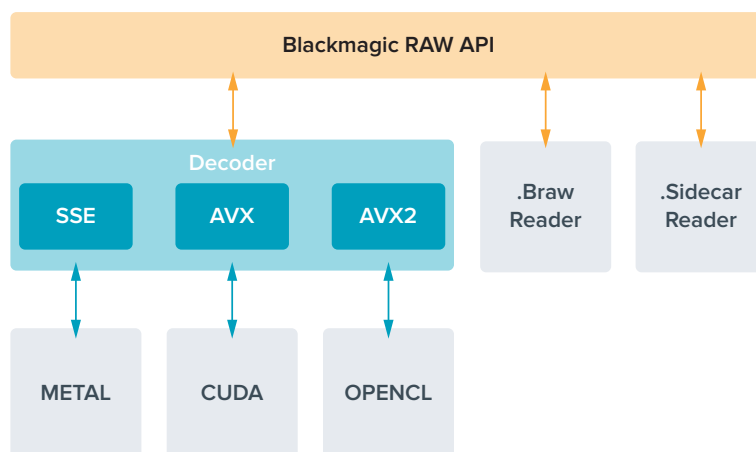 Blackmagic RAW API
Decoder
SSE
AVX
AVX2
.Braw
Reader
.Sidecar
Reader
METAL
CUDA
OPENCL